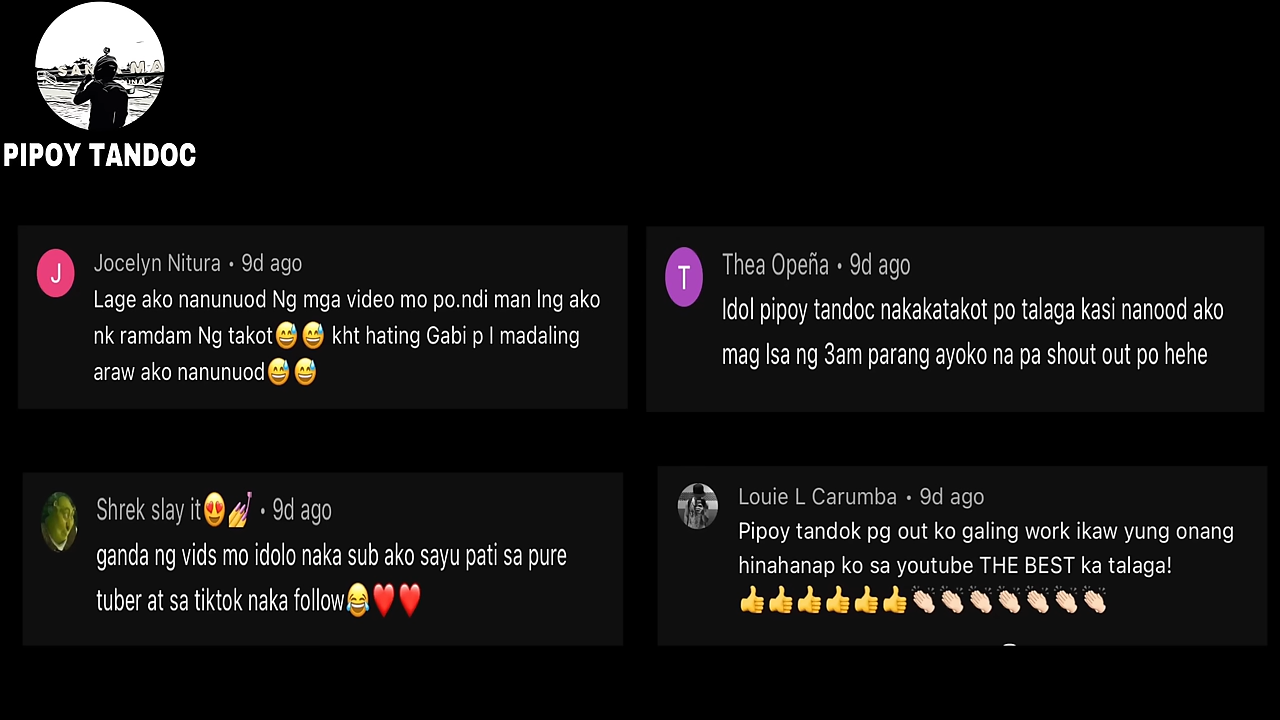 PIPOY TANDOC
Jocelyn Nitura • 9d ago
Lage ako nanunuod Ng mga video mo po.ndi man lng ako
nk ramdam Ng takot😅😅 kht hating Gabi p I madaling
araw ako nanunuod😅😅
Thea Opeña • 9d ago
Idol pipoy tandoc nakakatakot po talaga kasi nanood ako
mag Isa ng 3am parang ayoko na pa shout out po hehe
Shrek slay it😍💅 • 9d ago
ganda ng vids mo idolo naka sub ako sayu pati sa pure
tuber at sa tiktok naka follow😂❤️❤️
Louie L Carumba • 9d ago
Pipoy tandok pg out ko galing work ikaw yung onang
hinahanap ko sa youtube THE BEST ka talaga!
👍👍👍👍👍👍👏🏻👏🏻👏🏻👏🏻👏🏻👏🏻👏🏻